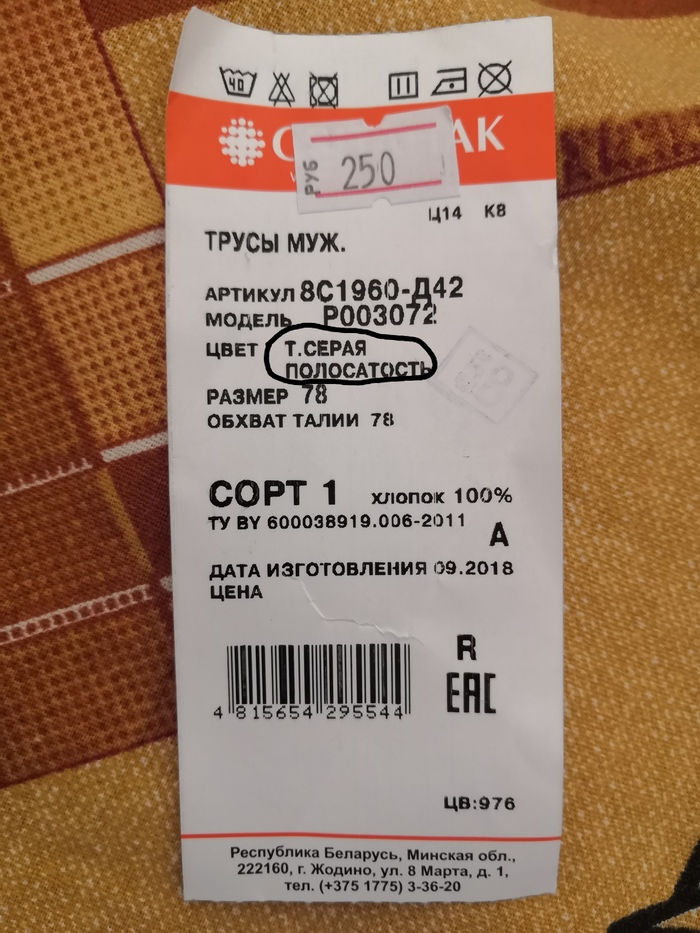 40
РУБ 250
АК
Ц14 К8
ТРУСЫ МУЖ.
АРТИКУЛ 8С1960-Д42
МОДЕЛЬ Р003072
ЦВЕТ Т.СЕРАЯ
ПОЛОСАТОСТЬ
РАЗМЕР 78
ОБХВАТ ТАЛИИ 78
СОРТ 1 ХЛОПОК 100%
ТУ BY 600038919.006-2011
А
ДАТА ИЗГОТОВЛЕНИЯ 09.2018
ЦЕНА
R
EAC
4 815654 295544
ЦВ:976
Республика Беларусь, Минская обл.,
222160, г. Жодино, ул. 8 Марта, д. 1,
тел. (+375 1775) 3-36-20